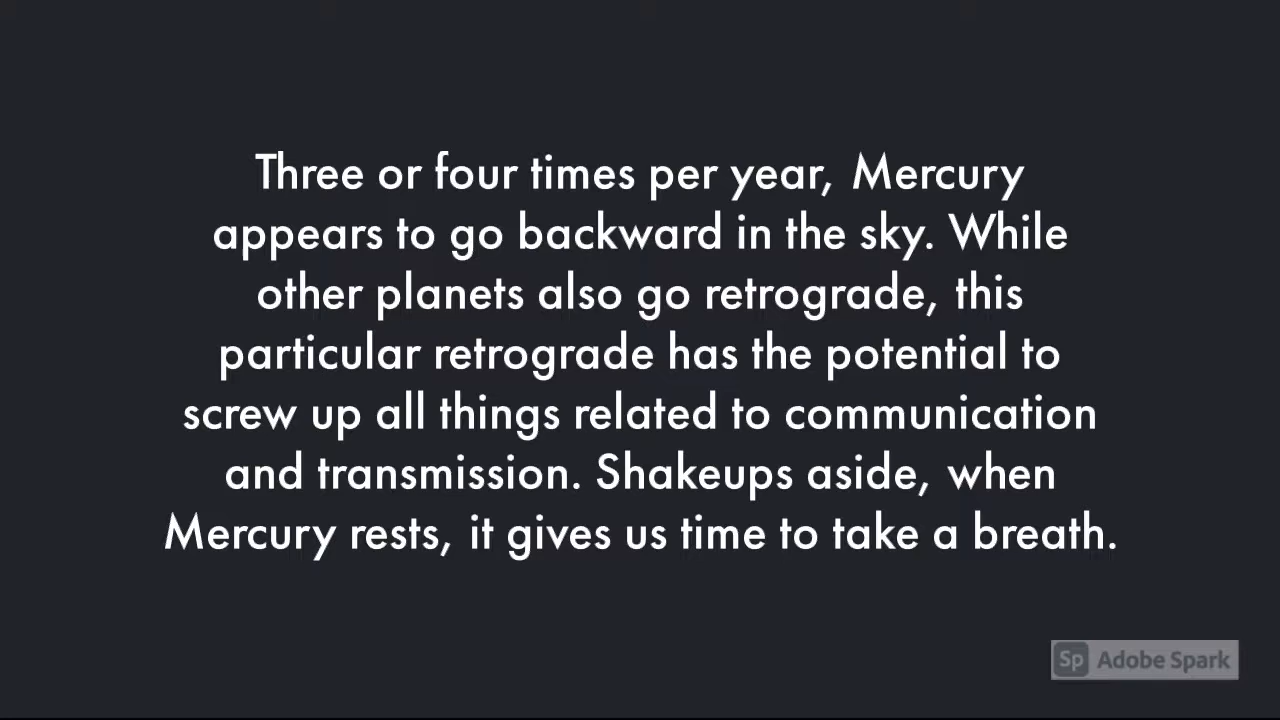 Three or four times per year, Mercury
appears to go backward in the sky. While
other planets also go retrograde, this
particular retrograde has the potential to
screw up all things related to communication
and transmission. Shakeups aside, when
Mercury rests, it gives us time to take a breath.
Sp Adobe Spark